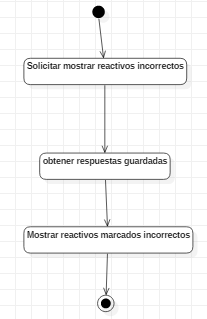 Solicitar mostrar reactivos incorrectos
obtener respuestas guardadas
Mostrar reactivos marcados incorrectos